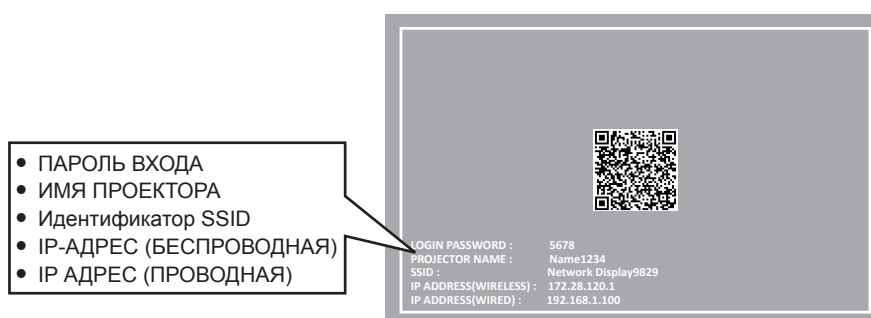 • ПАРОЛЬ ВХОДА
• ИМЯ ПРОЕКТОРА
• Идентификатор SSID
• IP-АДРЕС (БЕСПРОВОДНАЯ)
• IP АДРЕС (ПРОВОДНАЯ)
LOGIN PASSWORD : 5678
PROJECTOR NAME : Name1234
SSID : Network Display9829
IP ADDRESS(WIRELESS) : 172.28.120.1
IP ADDRESS(WIRED) : 192.168.1.100